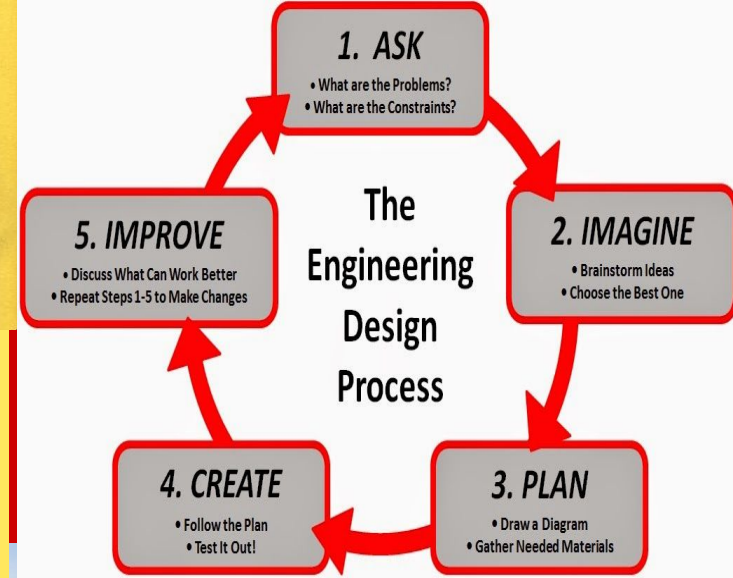 1. ASK
• What are the Problems?
• What are the Constraints?
The
Engineering
Design
Process
2. IMAGINE
• Brainstorm Ideas
• Choose the Best One
3. PLAN
• Draw a Diagram
• Gather Needed Materials
4. CREATE
• Follow the Plan
• Test It Out!
5. IMPROVE
• Discuss What Can Work Better
• Repeat Steps 1-5 to Make Changes